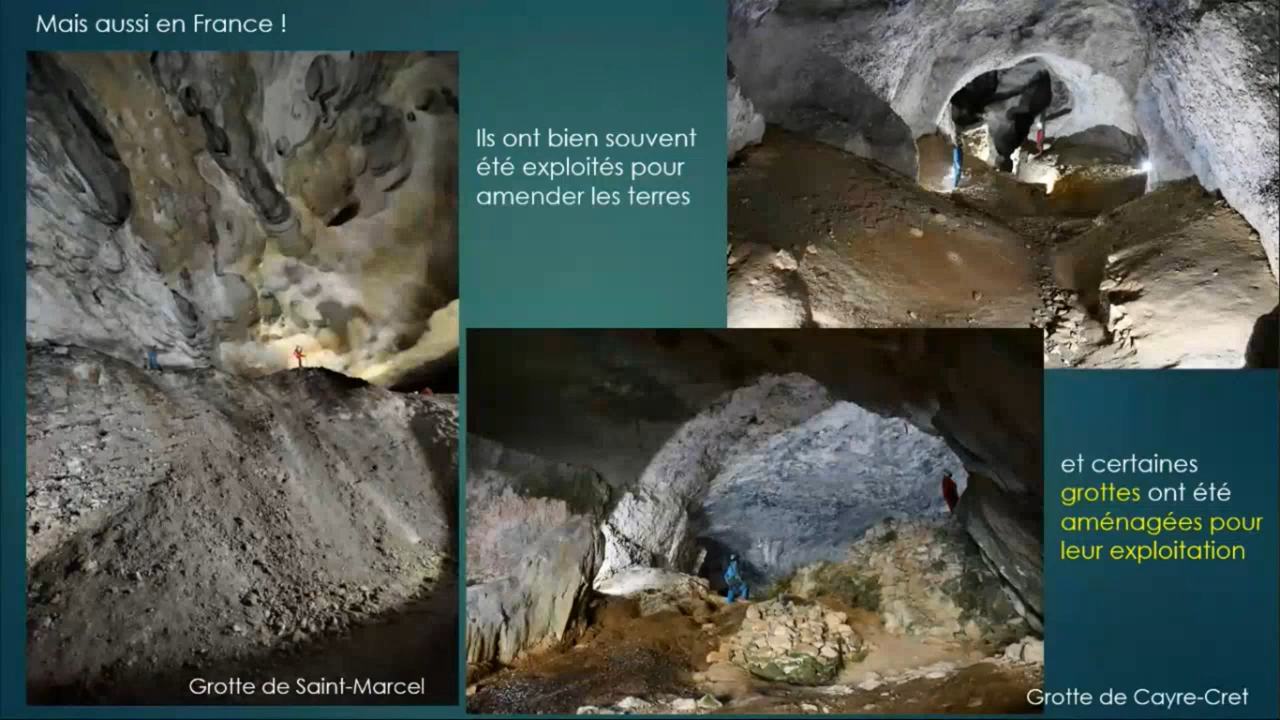 Mais aussi en France !
Ils ont bien souvent
été exploités pour
amender les terres
et certaines
grottes ont été
aménagées pour
leur exploitation
Grotte de Saint-Marcel
Grotte de Cayre-Cret